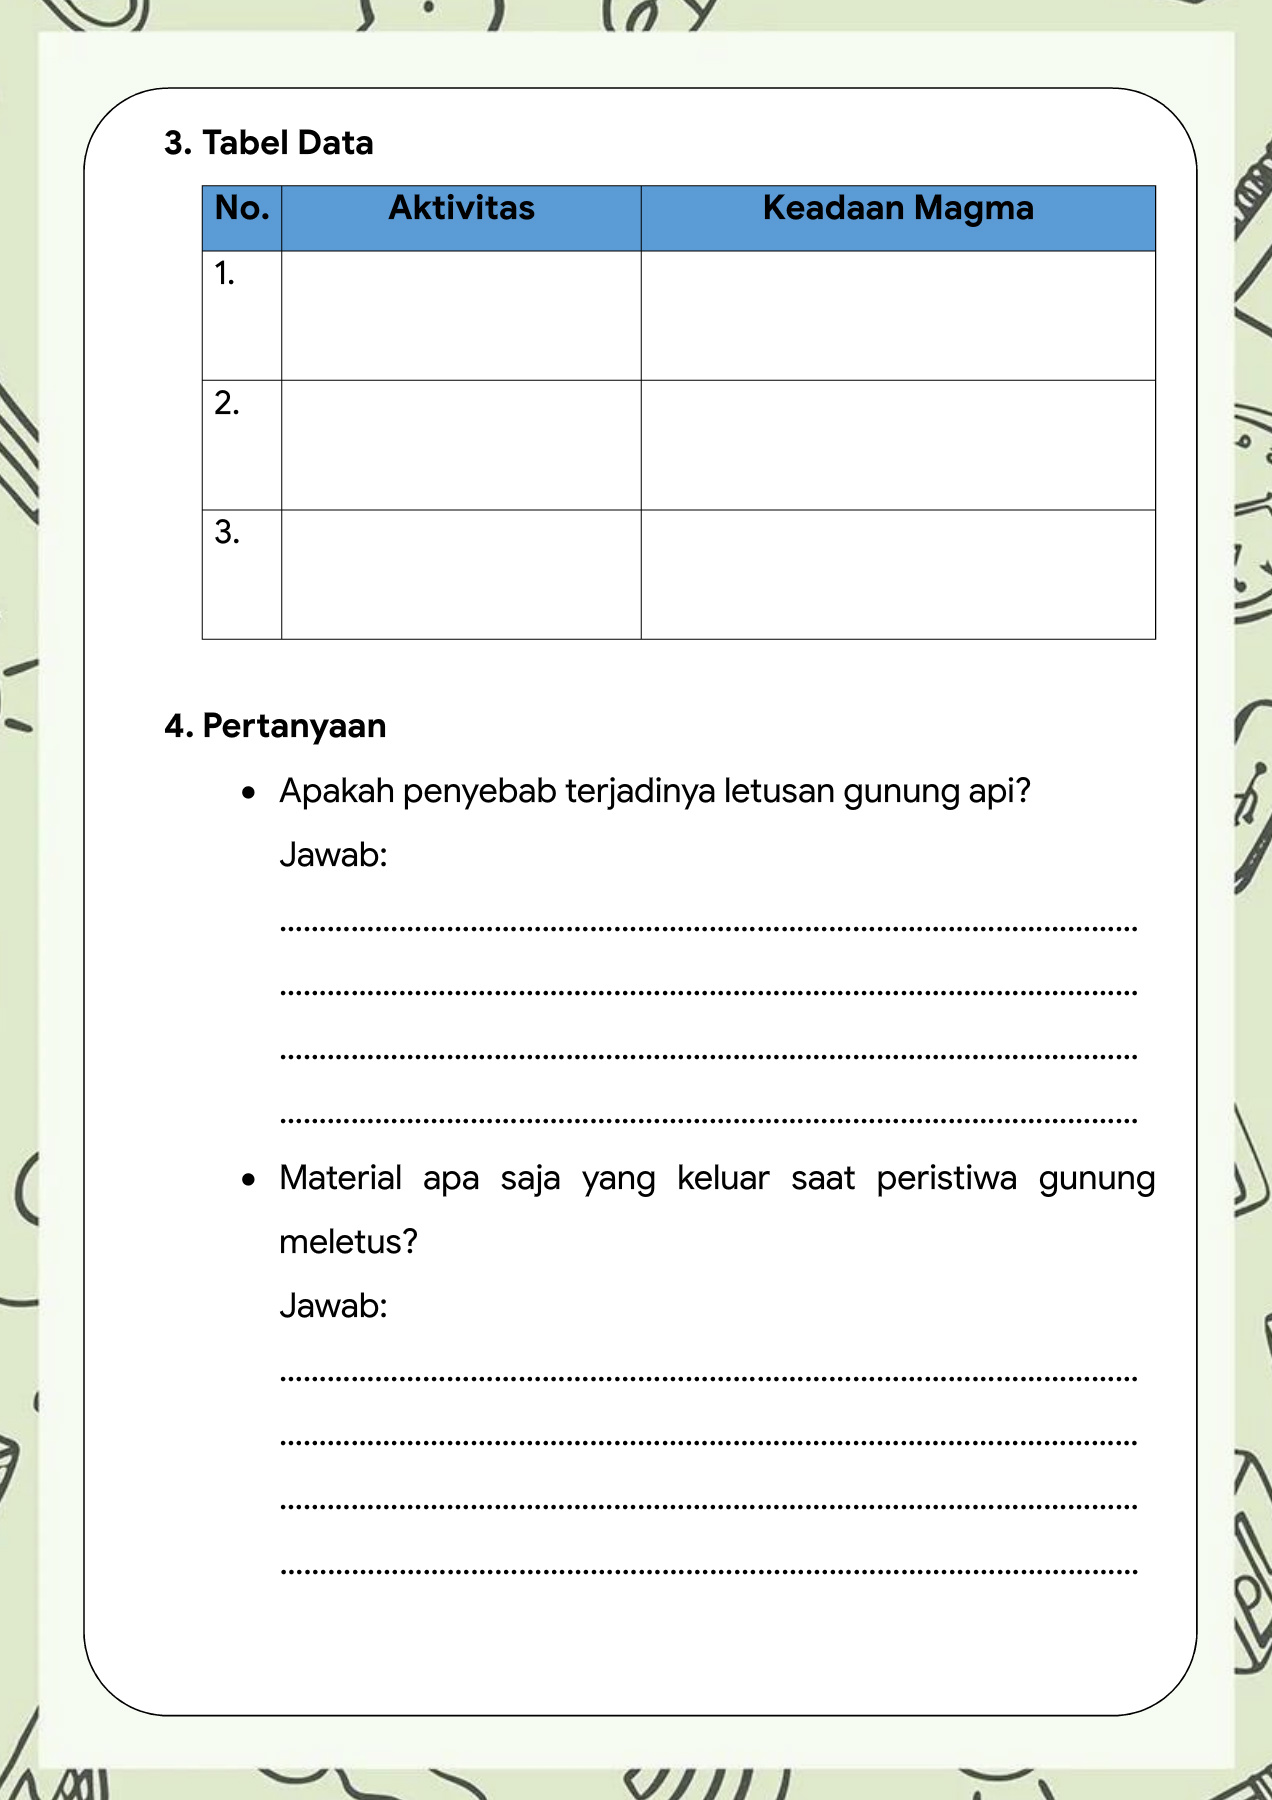 3. Tabel Data
No. Aktivitas Keadaan Magma
1.
2.
3.
4. Pertanyaan
● Apakah penyebab terjadinya letusan gunung api?
Jawab:
............................................................................................................
............................................................................................................
............................................................................................................
............................................................................................................
● Material apa saja yang keluar saat peristiwa gunung
meletus?
Jawab:
............................................................................................................
............................................................................................................
............................................................................................................
............................................................................................................